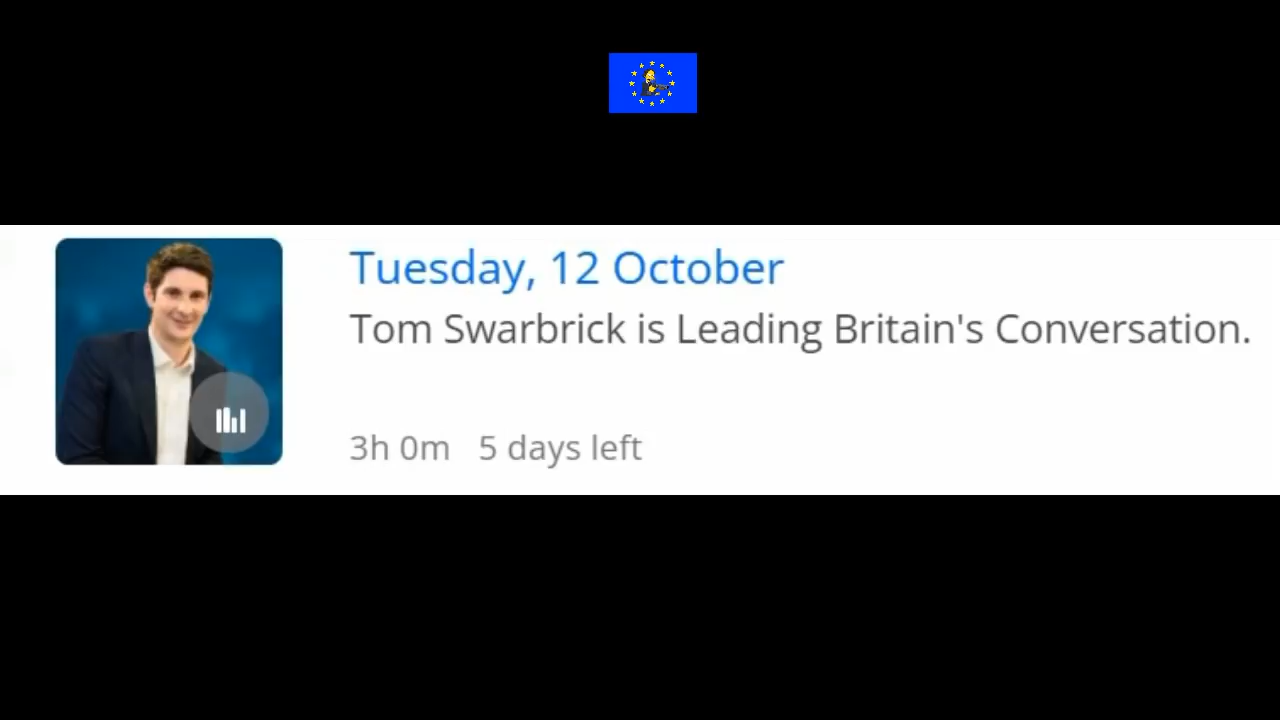 Tuesday, 12 October
Tom Swarbrick is Leading Britain's Conversation.
3h 0m 5 days left